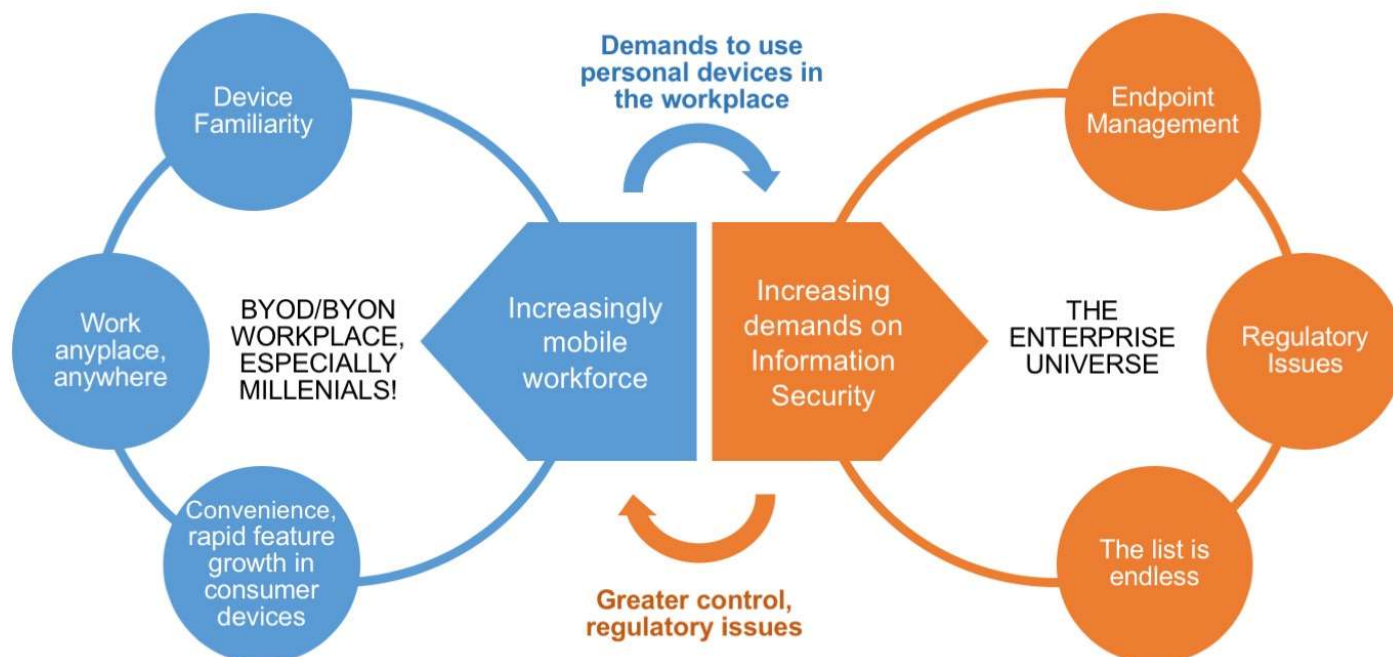 Device
Familiarity
Work
anyplace,
anywhere
Convenience,
rapid feature
growth in
consumer
devices
BYOD/BYON
WORKPLACE,
ESPECIALLY
MILLENIALS!
Increasingly
mobile
workforce
Demands to use
personal devices in
the workplace
Increasing
demands on
Information
Security
Greater control,
regulatory issues
THE
ENTERPRISE
UNIVERSE
Endpoint
Management
Regulatory
Issues
The list is
endless